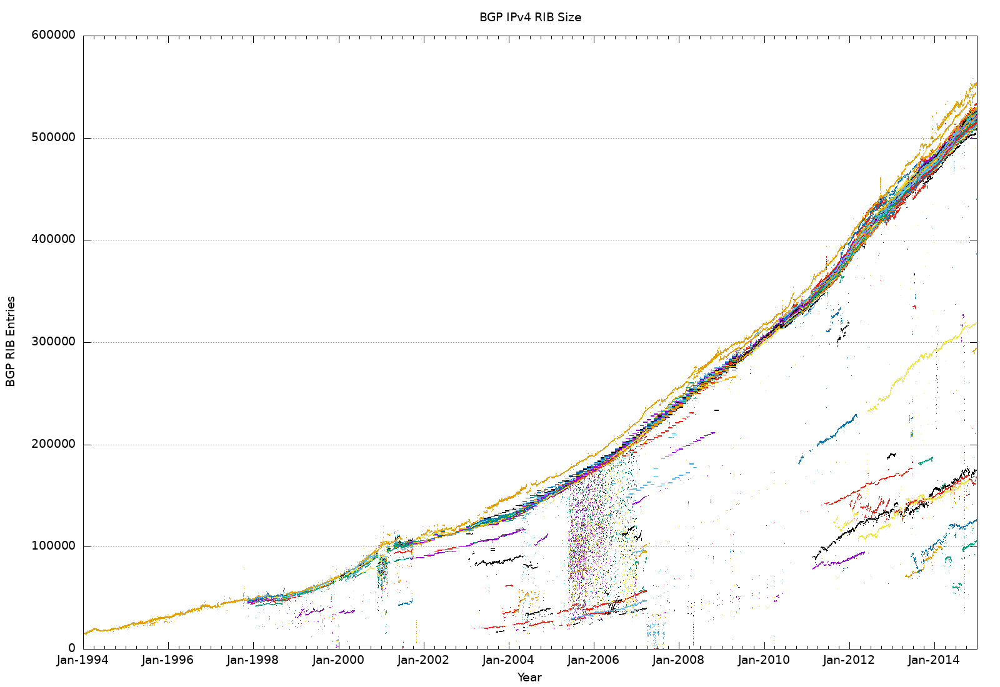 BGP IPv4 RIB Size
600000
500000
400000
300000
200000
100000
0
BGP RIB Entries
Jan-1994 Jan-1996 Jan-1998 Jan-2000 Jan-2002 Jan-2004 Jan-2006 Jan-2008 Jan-2010 Jan-2012 Jan-2014
Year